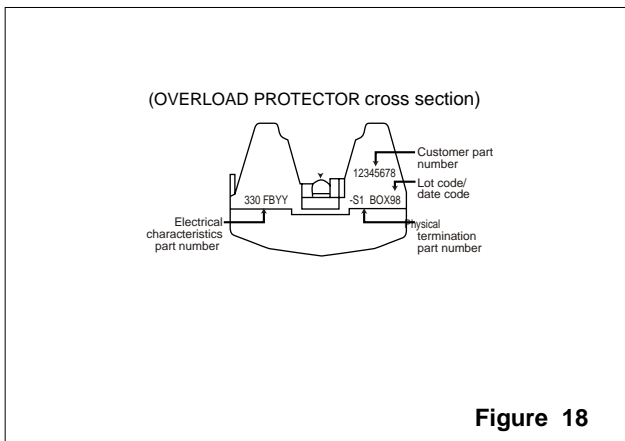 (OVERLOAD PROTECTOR cross section)
Customer part
number
12345678
Lot code/
date code
330 FBYY
-S1 BOX98
Electrical
characteristics
part number
Physical
termination
part number
Figure 18